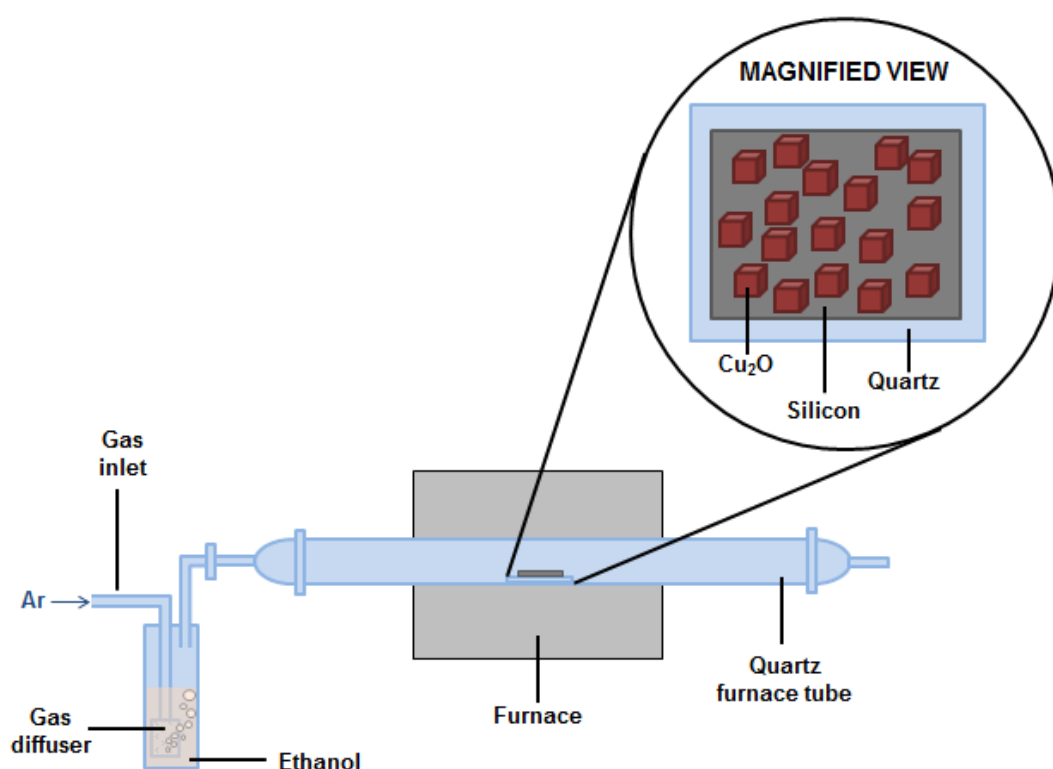 MAGNIFIED VIEW
Cu₂O
Silicon
Quartz
Gas
inlet
Ar
Quartz
furnace tube
Furnace
Gas
diffuser
Ethanol